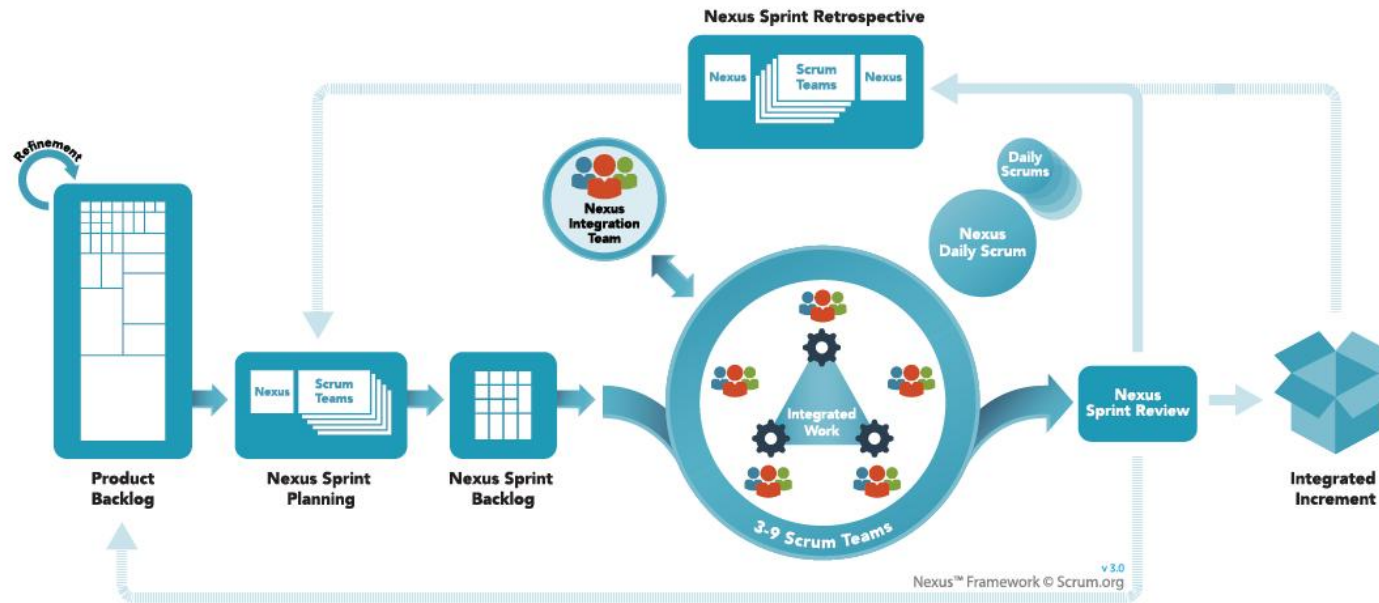 Nexus Sprint Retrospective
Nexus
Scrum
Teams
Nexus
Refinement
Nexus
Integration
Team
Daily
Scrums
Nexus
Daily Scrum
Nexus
Scrum
Teams
Integrated
Work
Nexus
Sprint Review
Product
Backlog
Nexus Sprint
Planning
Nexus Sprint
Backlog
3-9 Scrum Teams
Integrated
Increment
v 3.0
Nexus™ Framework © Scrum.org